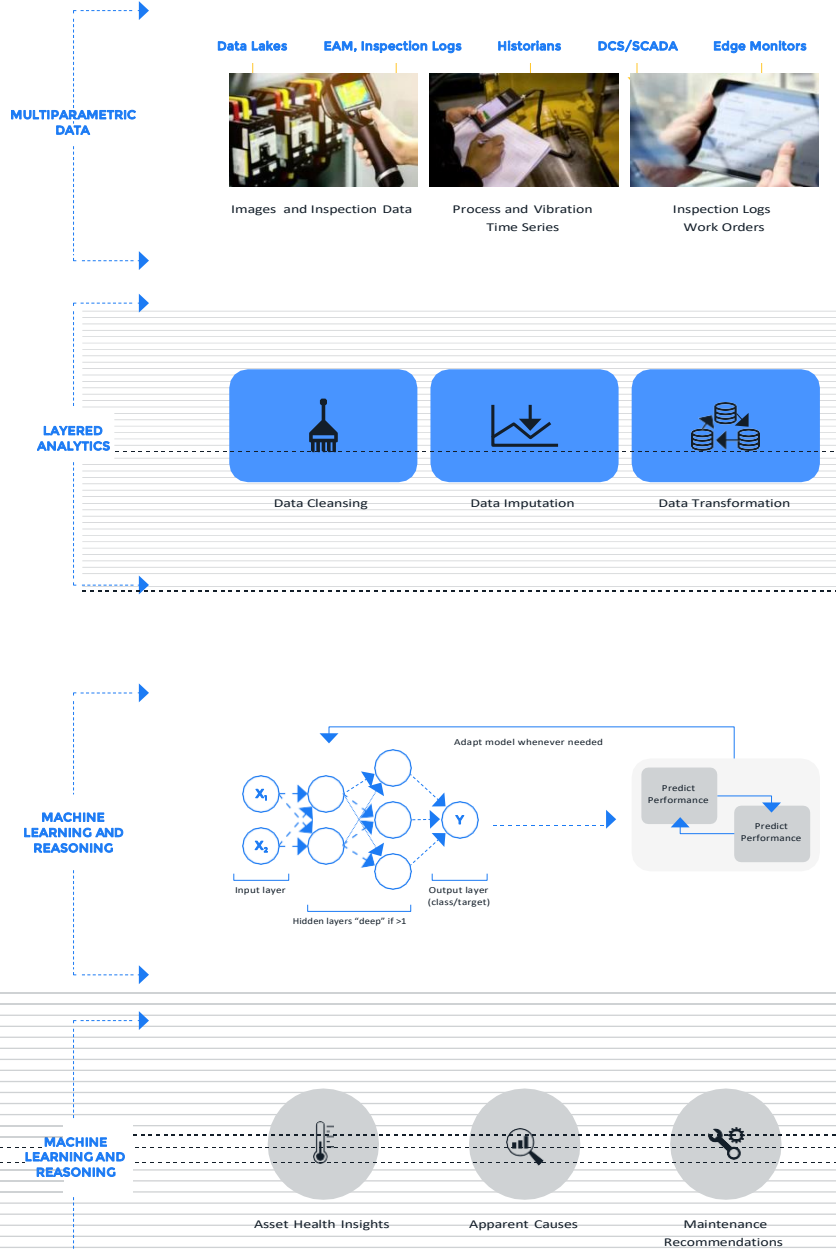 Data Lakes
EAM, Inspection Logs
Historians
DCS/SCADA
Edge Monitors
MULTIPARAMETRIC
DATA
Images and Inspection Data
Process and Vibration
Time Series
Inspection Logs
Work Orders
LAYERED
ANALYTICS
Data Cleansing
Data Imputation
Data Transformation
MACHINE
LEARNING AND
REASONING
Adapt model whenever needed
X₁
X₂
Y
Input layer
Hidden layers “deep” if >1
Output layer
(class/target)
Predict
Performance
Predict
Performance
MACHINE
LEARNING AND
REASONING
Asset Health Insights
Apparent Causes
Maintenance
Recommendations